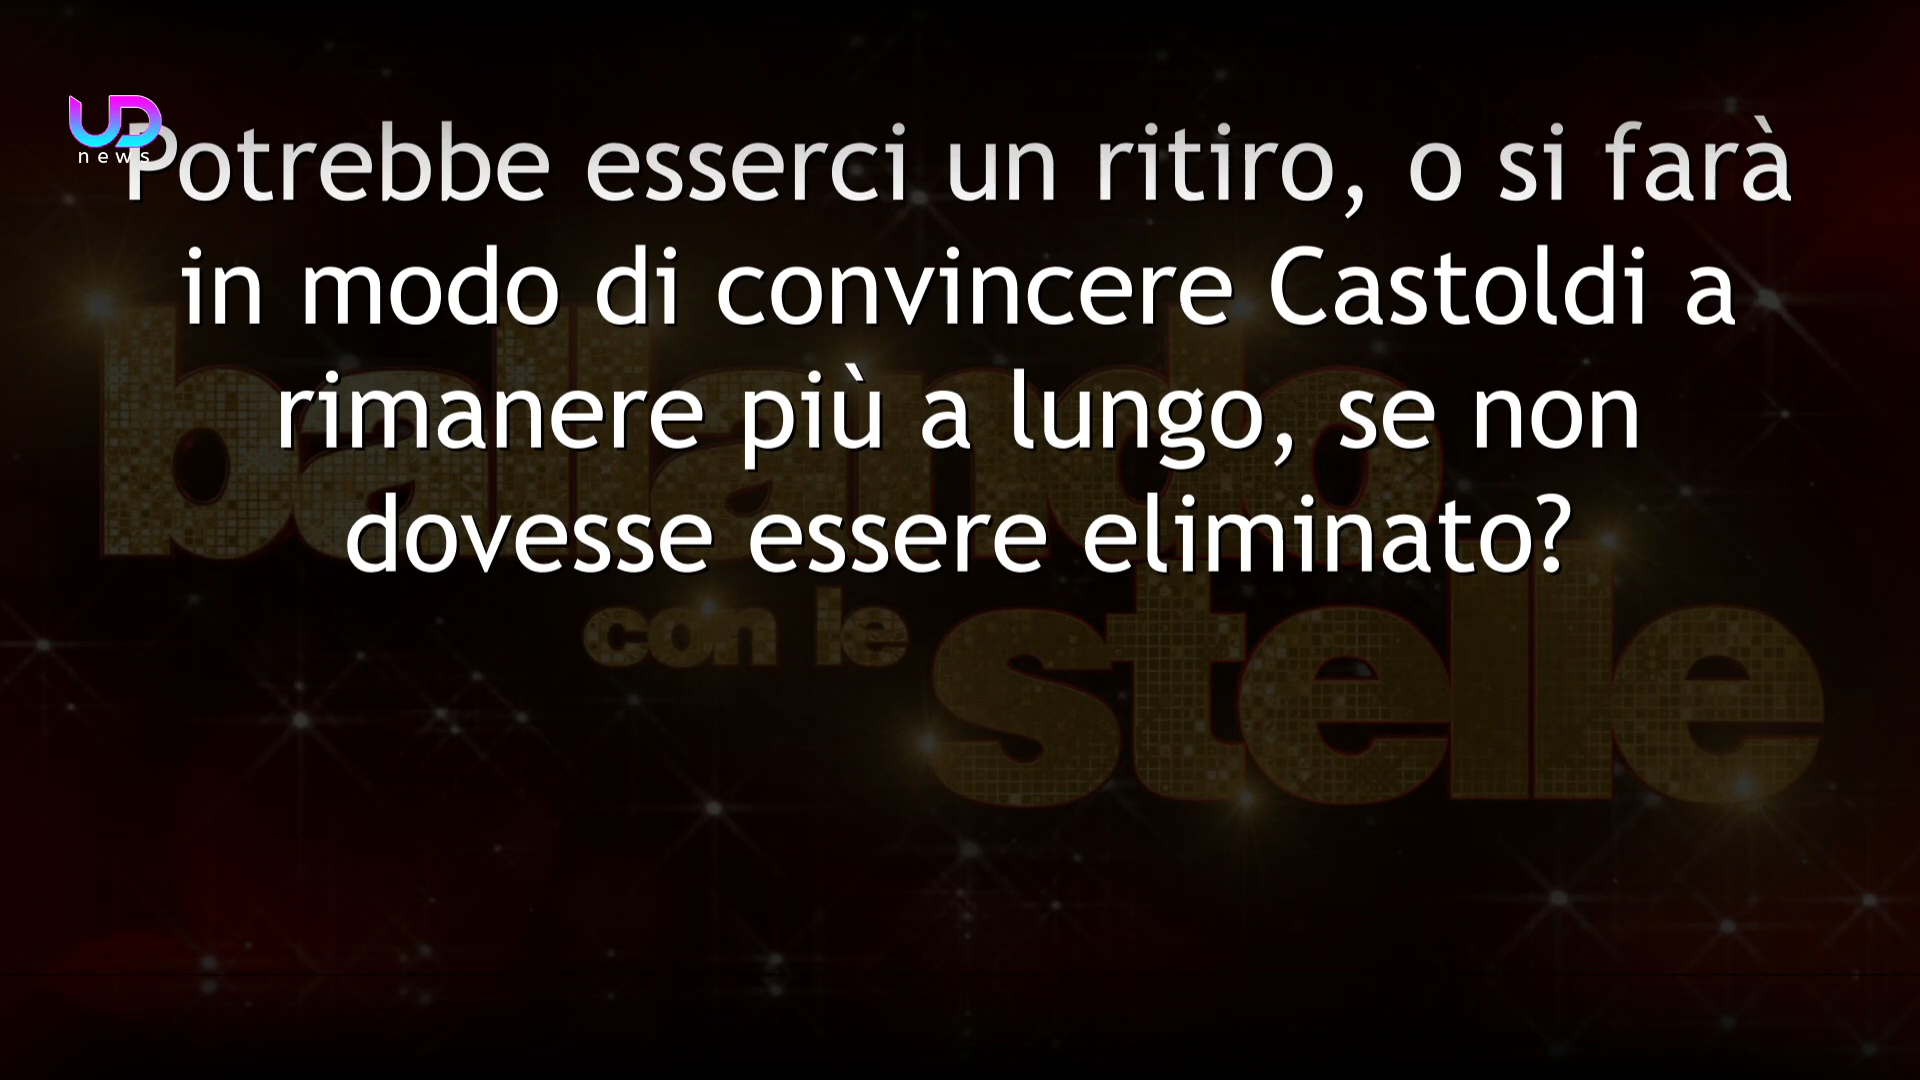 UD
news
Potrebbe esserci un ritiro, o si farà
in modo di convincere Castoldi a
rimanere più a lungo, se non
dovesse essere eliminato?
ballando
con le
stelle